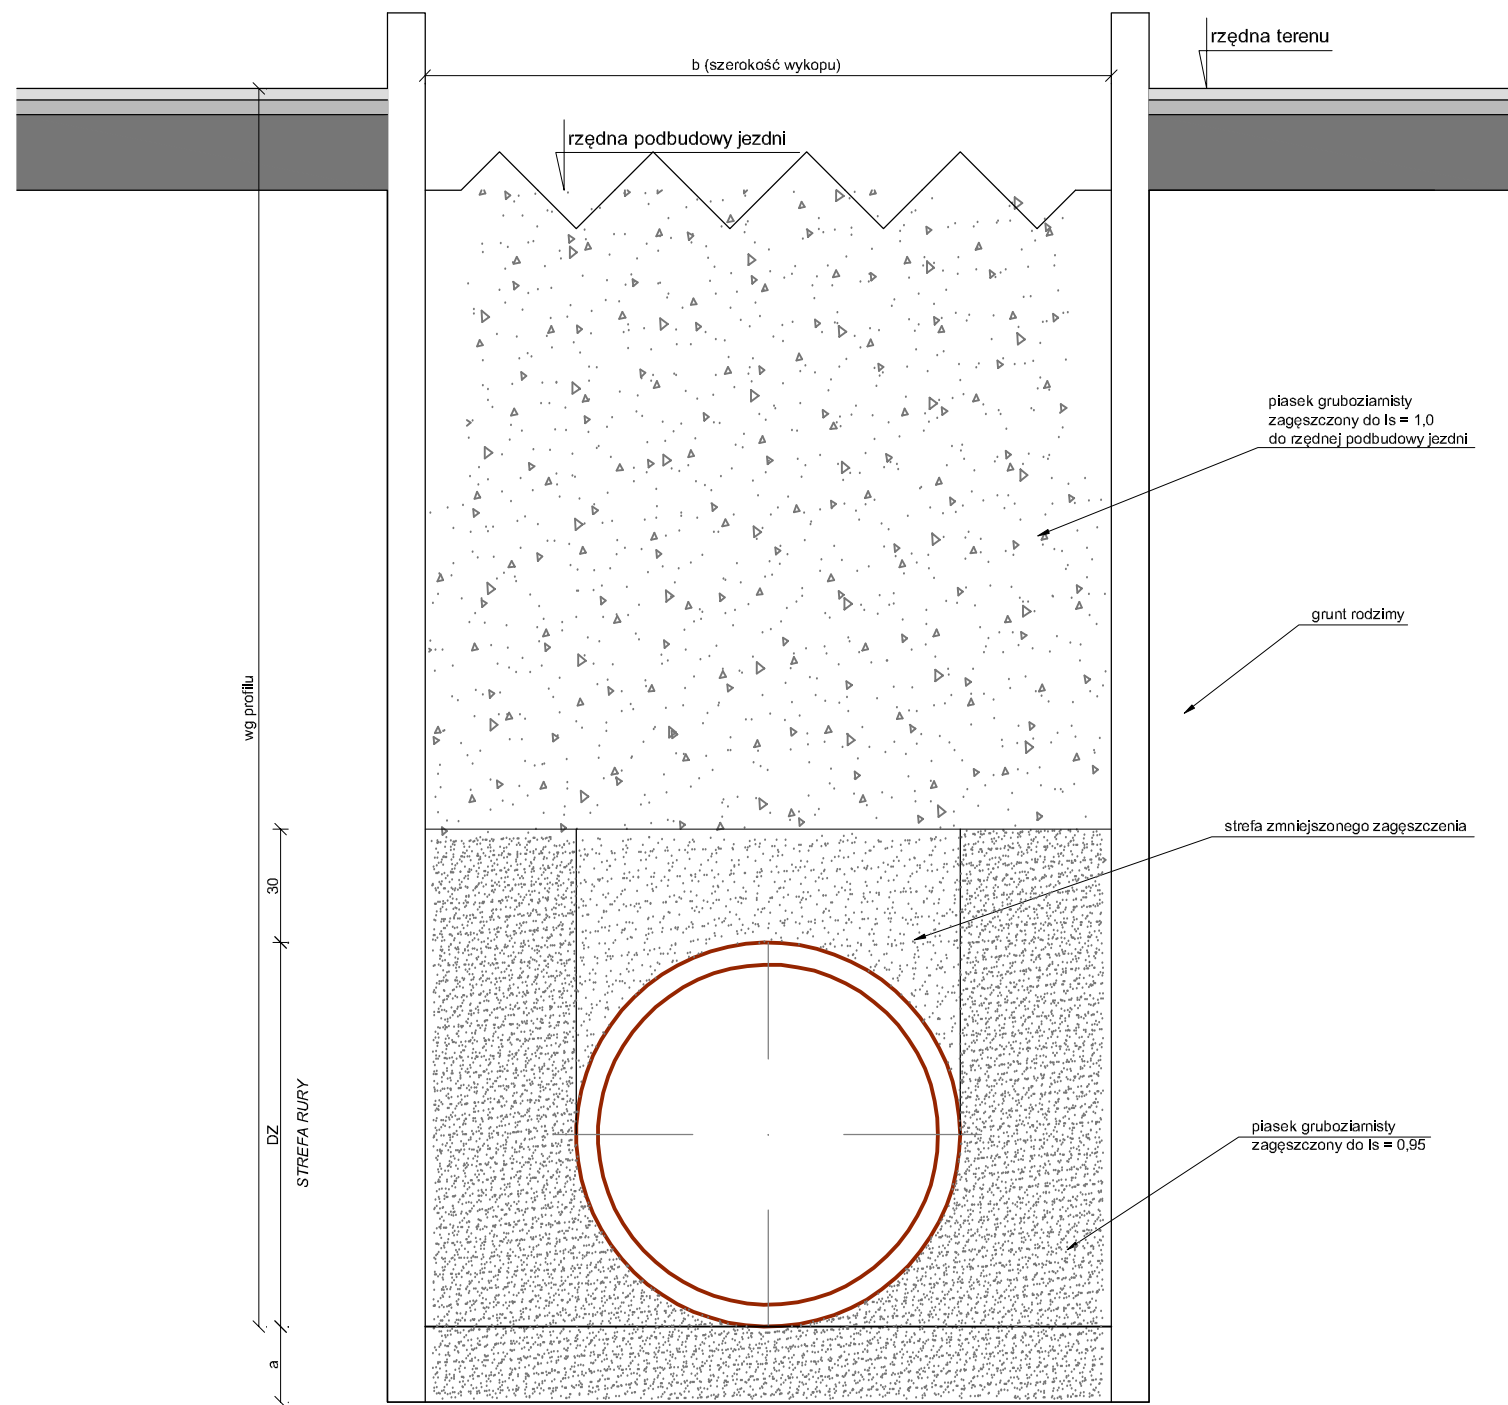 rzędna terenu
b (szerokość wykopu)
rzędna podbudowy jezdni
piasek gruboziarnisty
zagęszczony do Is = 1,0
do rzędnej podbudowy jezdni
grunt rodzimy
wg profilu
strefa zmniejszonego zagęszczenia
30
DZ
STREFA RURY
piasek gruboziarnisty
zagęszczony do Is = 0,95
a